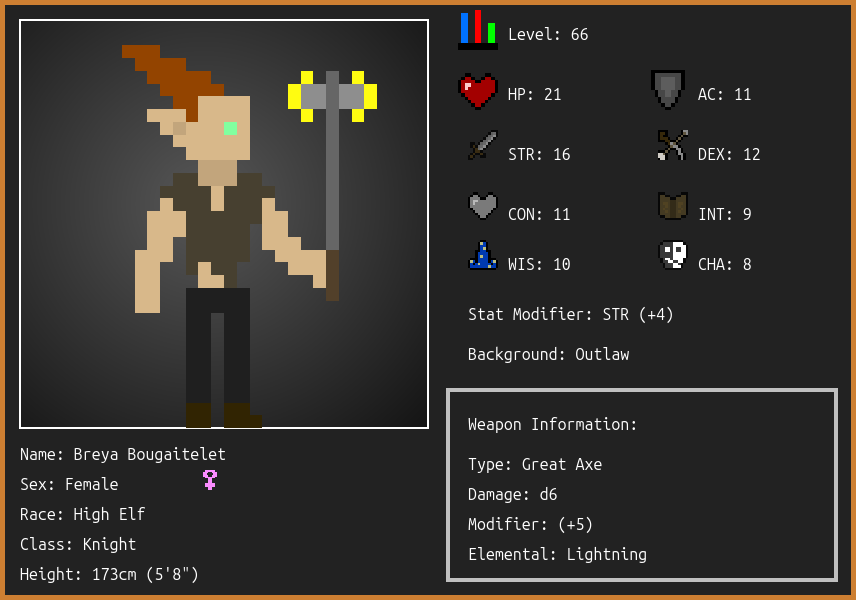 Level: 66
HP: 21
AC: 11
STR: 16
DEX: 12
CON: 11
INT: 9
WIS: 10
CHA: 8
Stat Modifier: STR (+4)
Background: Outlaw
Weapon Information:
Type: Great Axe
Damage: d6
Modifier: (+5)
Elemental: Lightning
Name: Breya Bougaitelet
Sex: Female
Race: High Elf
Class: Knight
Height: 173cm (5'8")